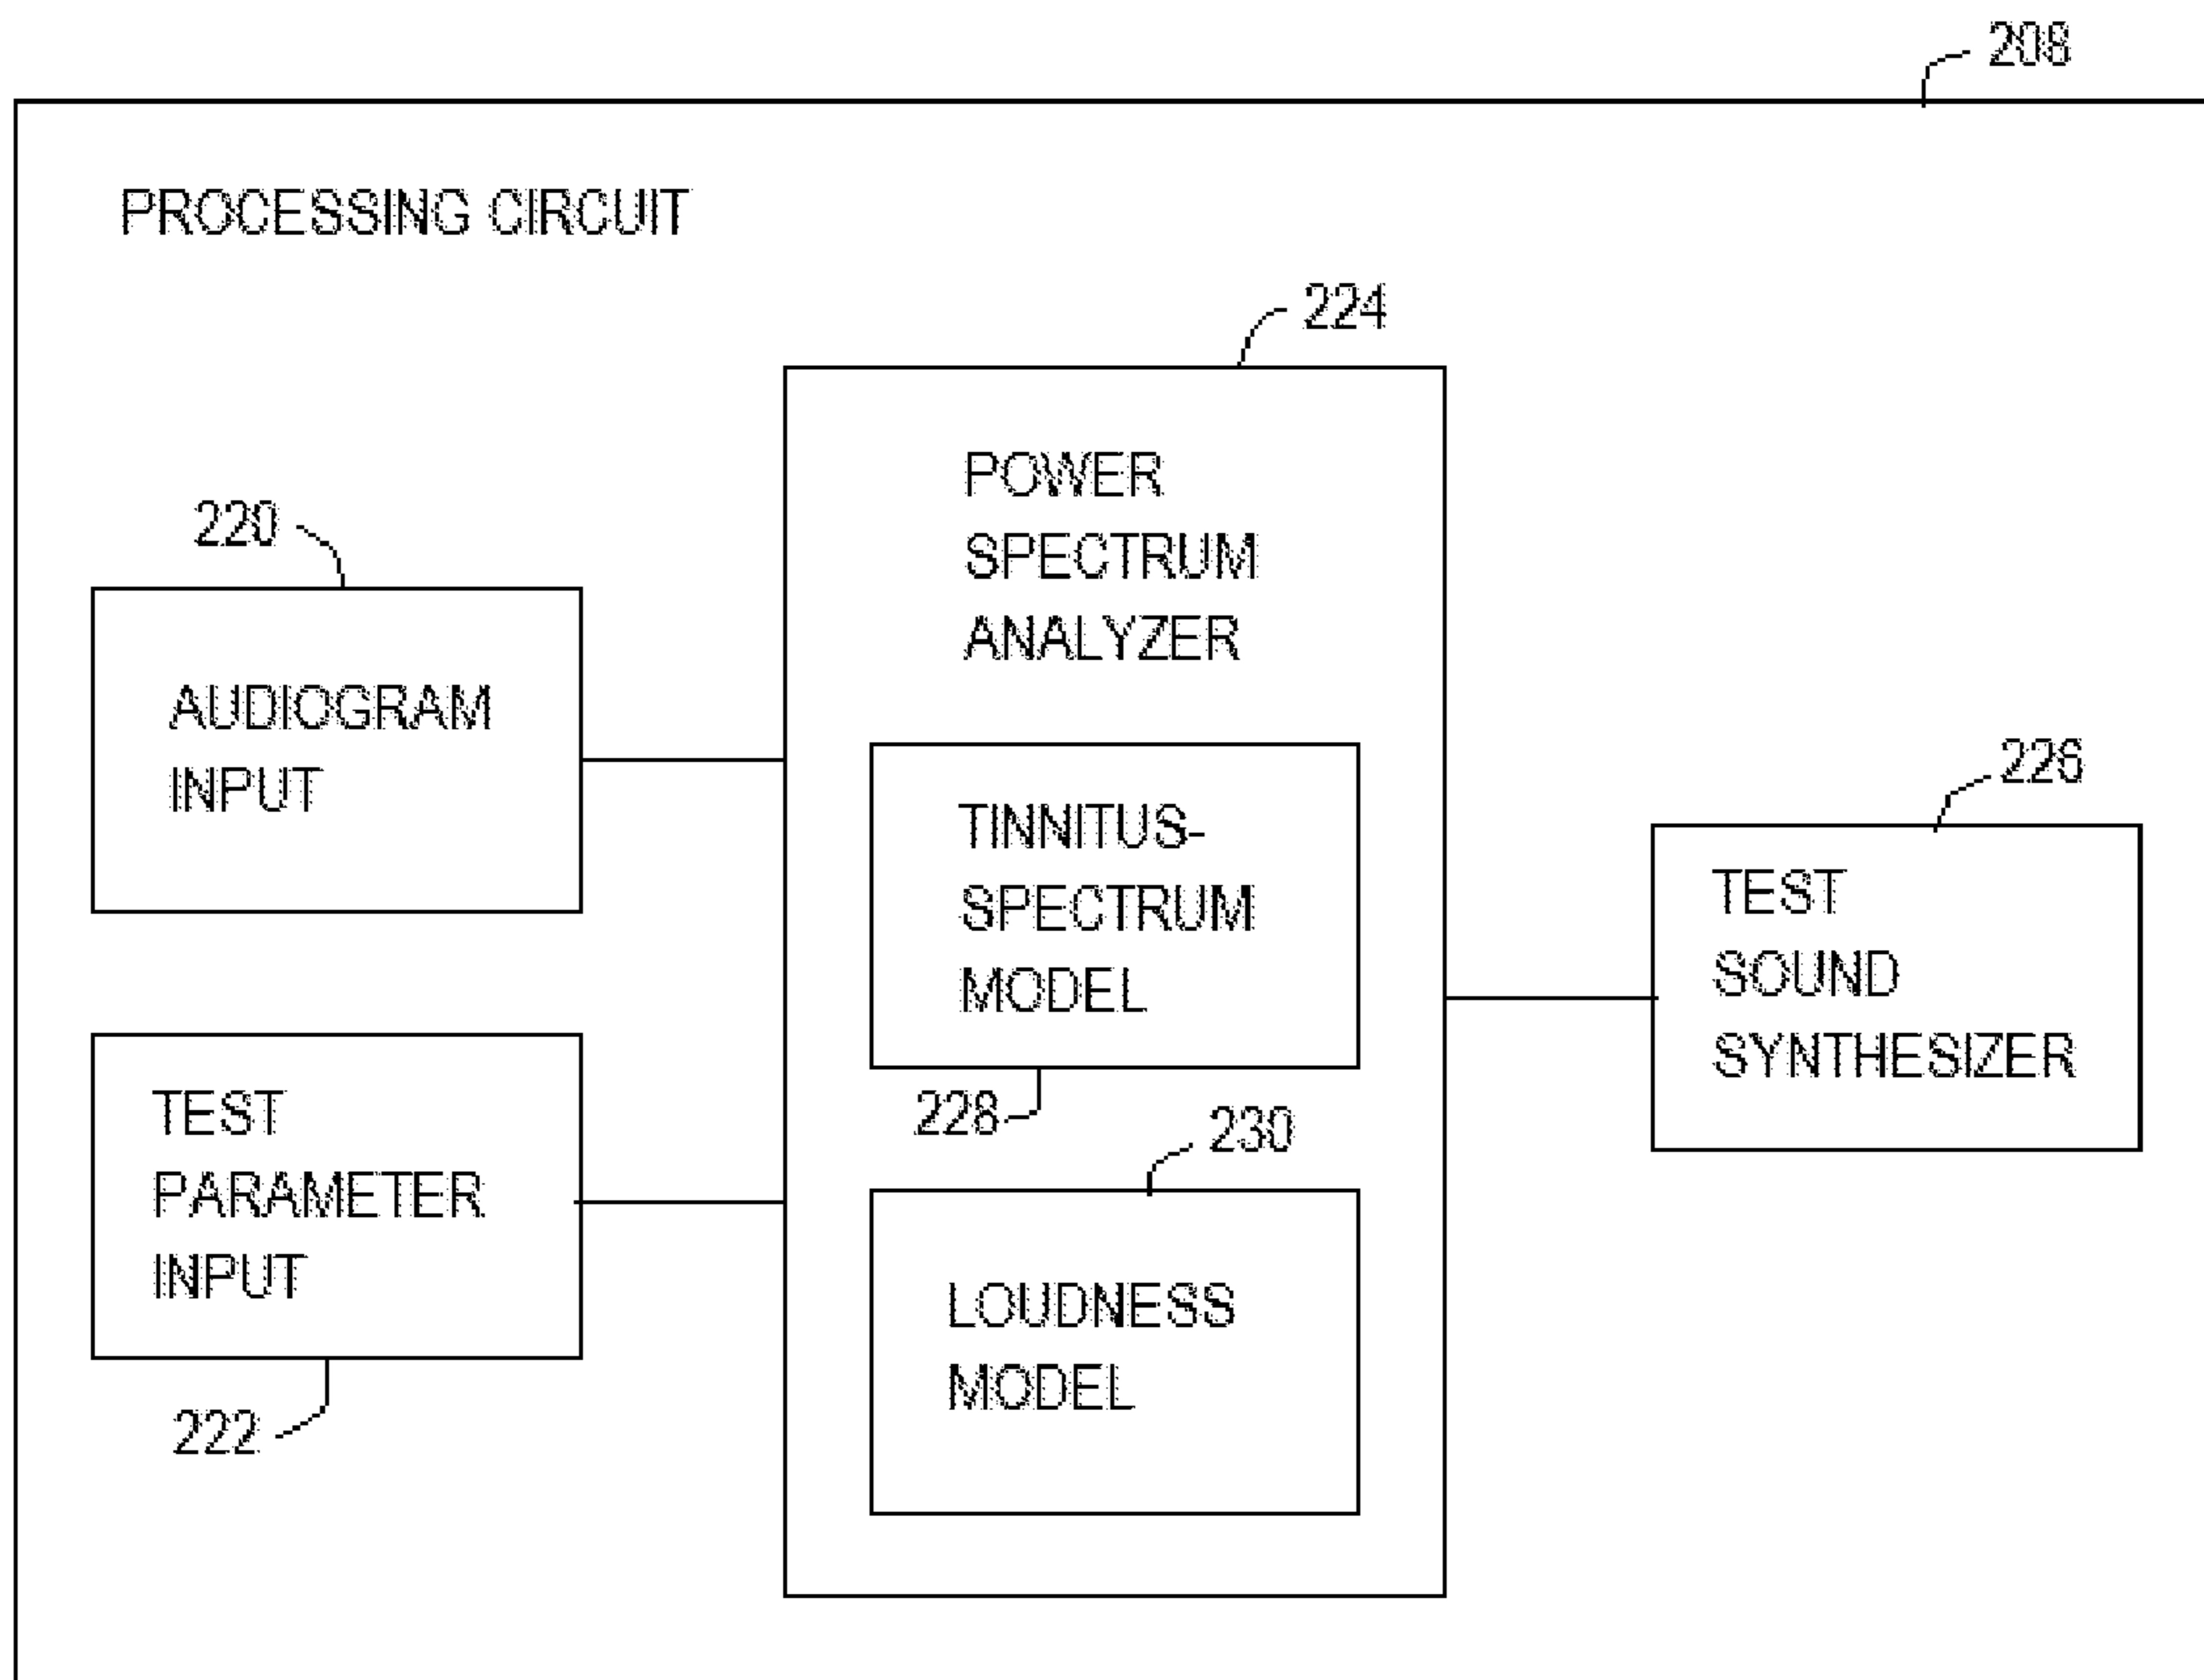 208
PROCESSING CIRCUIT
224
POWER
SPECTRUM
ANALYZER
220
AUDIOGRAM
INPUT
TINNITUS-
SPECTRUM
MODEL
228
226
TEST
SOUND
SYNTHESIZER
TEST
PARAMETER
INPUT
222
230
LOUDNESS
MODEL